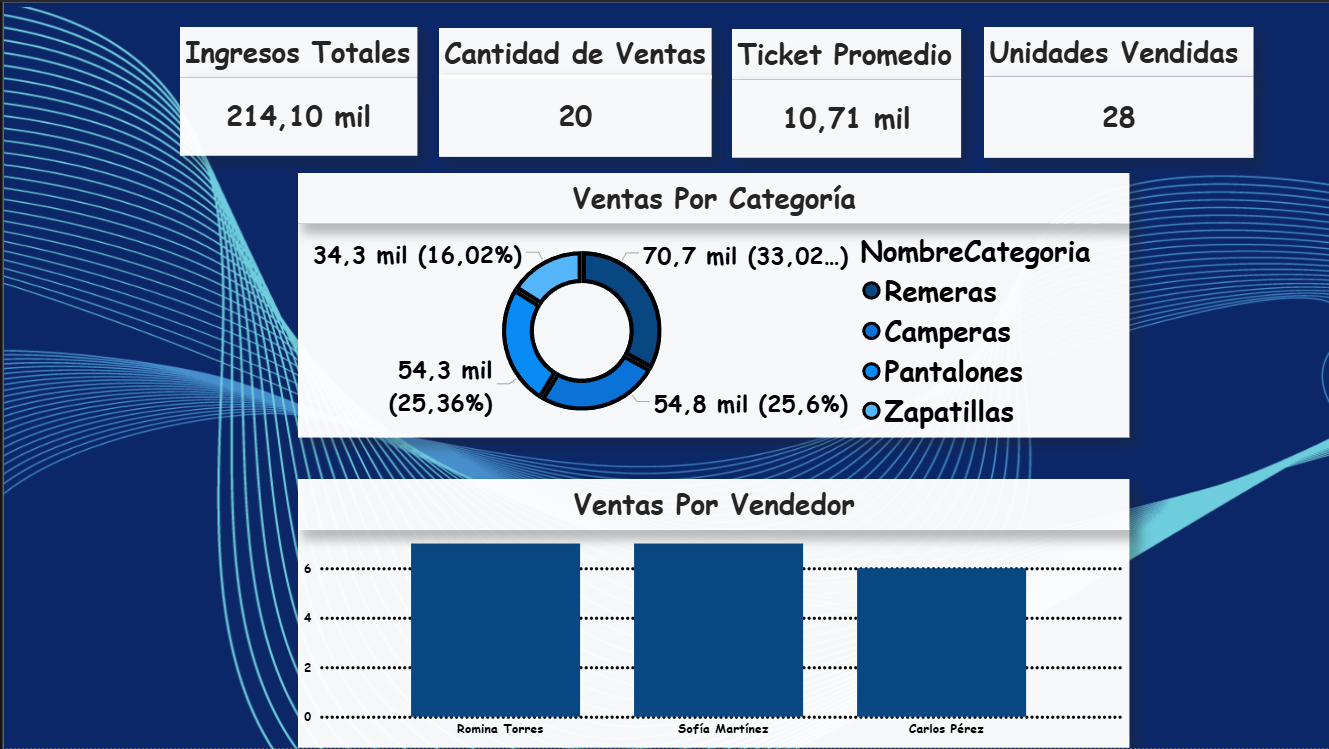 Ingresos Totales
214,10 mil
Cantidad de Ventas
20
Ticket Promedio
10,71 mil
Unidades Vendidas
28
Ventas Por Categoría
34,3 mil (16,02%)
70,7 mil (33,02...)
54,3 mil
(25,36%)
54,8 mil (25,6%)
NombreCategoria
Remeras
Camperas
Pantalones
Zapatillas
Ventas Por Vendedor
6
4
2
0
Romina Torres
Sofía Martínez
Carlos Pérez